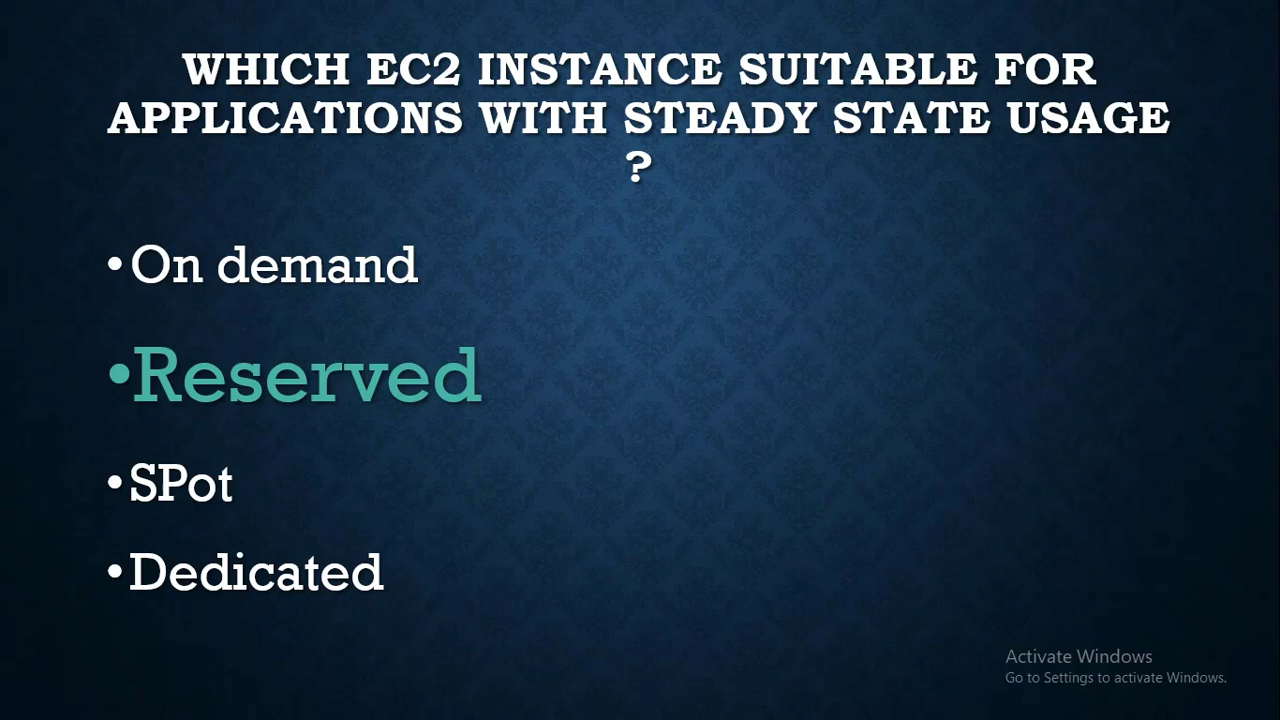 WHICH EC2 INSTANCE SUITABLE FOR
APPLICATIONS WITH STEADY STATE USAGE
?
•On demand
•Reserved
•SPot
•Dedicated
Activate Windows
Go to Settings to activate Windows.